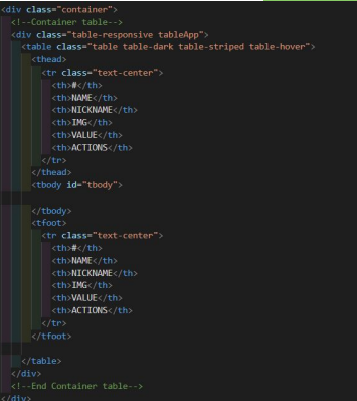 <div class="container">
<!--Container table-->
<div class="table-responsive tableApp">
<table class="table table-dark table-striped table-hover">
<thead>
<tr class="text-center">
<th>#</th>
<th>NAME</th>
<th>NICKNAME</th>
<th>IMG</th>
<th>VALUE</th>
<th>ACTIONS</th>
</tr>
</thead>
<tbody id="tbody">
</tbody>
<tfoot>
<tr class="text-center">
<th>#</th>
<th>NAME</th>
<th>NICKNAME</th>
<th>IMG</th>
<th>VALUE</th>
<th>ACTIONS</th>
</tr>
</tfoot>
</table>
</div>
<!--End Container table-->
</div>